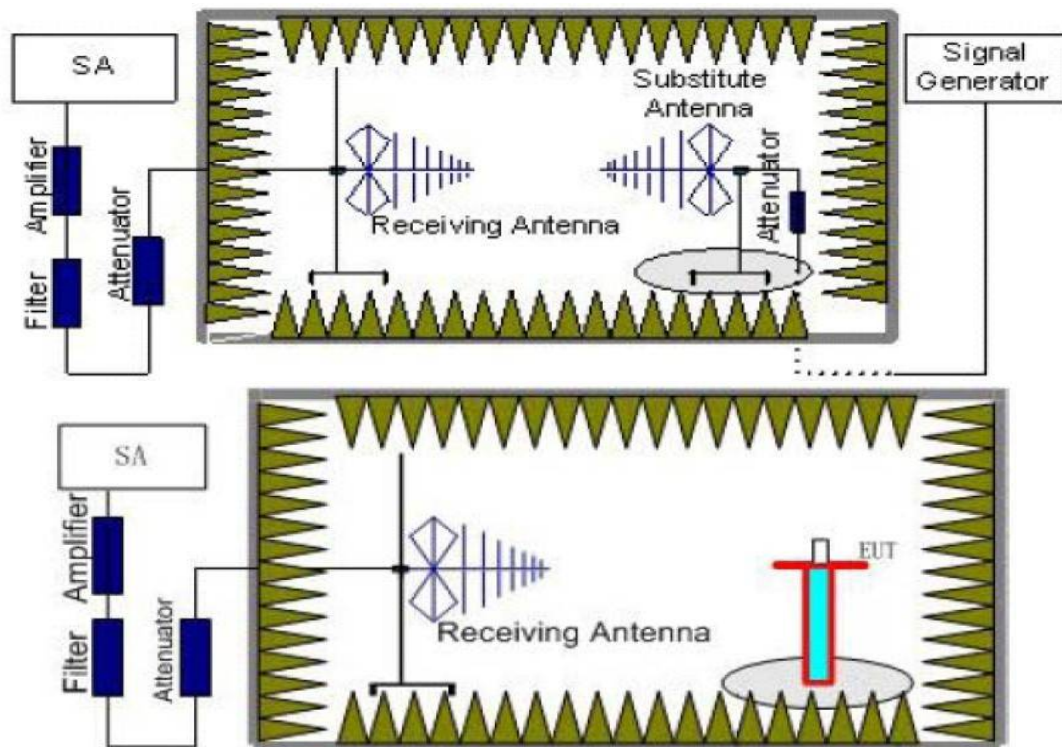 SA
Signal
Generator
Substitute
Antenna
Amplifier
Attenuator
Attenuator
Receiving Antenna
Filter
SA
Amplifier
EUT
Receiving Antenna
Filter
Attenuator